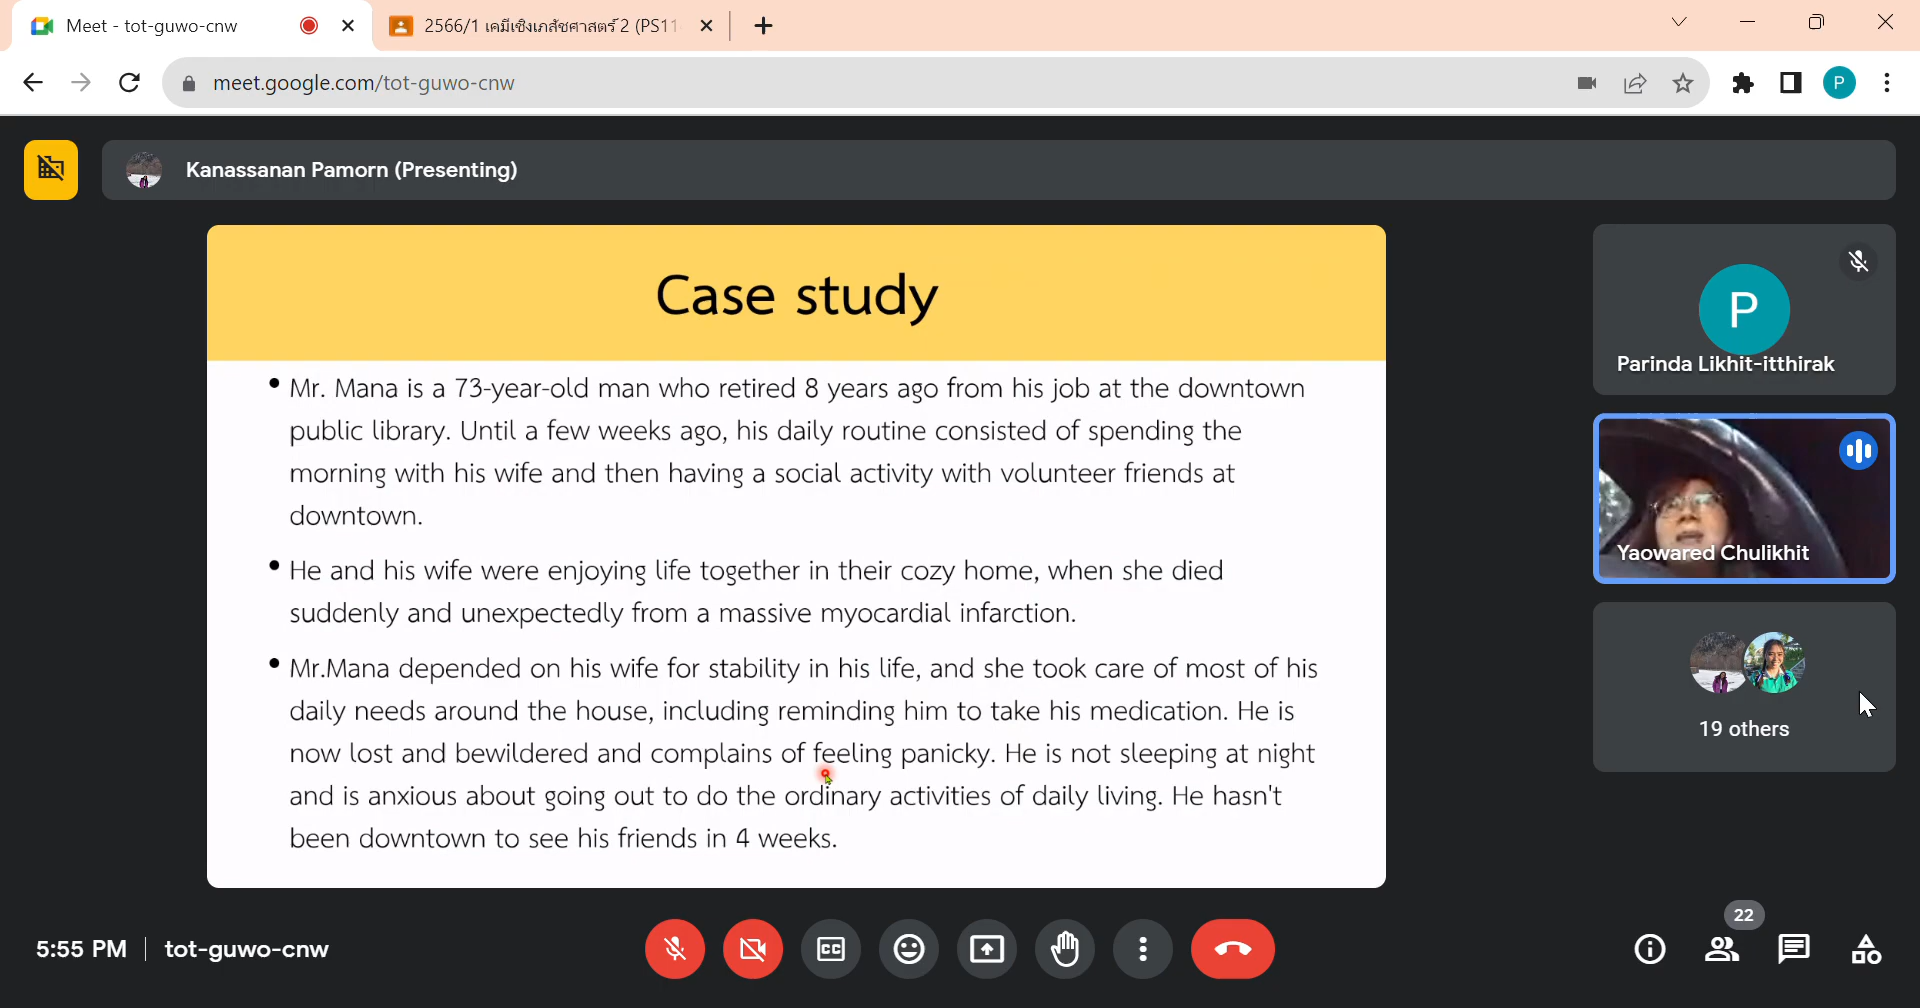 Meet - tot-guwo-cnw
2566/1 เคมีเชิงเภสัชศาสตร์ 2 (PS11
meet.google.com/tot-guwo-cnw
P
Kanassanan Pamorn (Presenting)
Case study
• Mr. Mana is a 73-year-old man who retired 8 years ago from his job at the downtown
public library. Until a few weeks ago, his daily routine consisted of spending the
morning with his wife and then having a social activity with volunteer friends at
downtown.
• He and his wife were enjoying life together in their cozy home, when she died
suddenly and unexpectedly from a massive myocardial infarction.
• Mr.Mana depended on his wife for stability in his life, and she took care of most of his
daily needs around the house, including reminding him to take his medication. He is
now lost and bewildered and complains of feeling panicky. He is not sleeping at night
and is anxious about going out to do the ordinary activities of daily living. He hasn't
been downtown to see his friends in 4 weeks.
P
Parinda Likhit-itthirak
Yaowared Chulikhit
19 others
5:55 PM | tot-guwo-cnw
CC
22